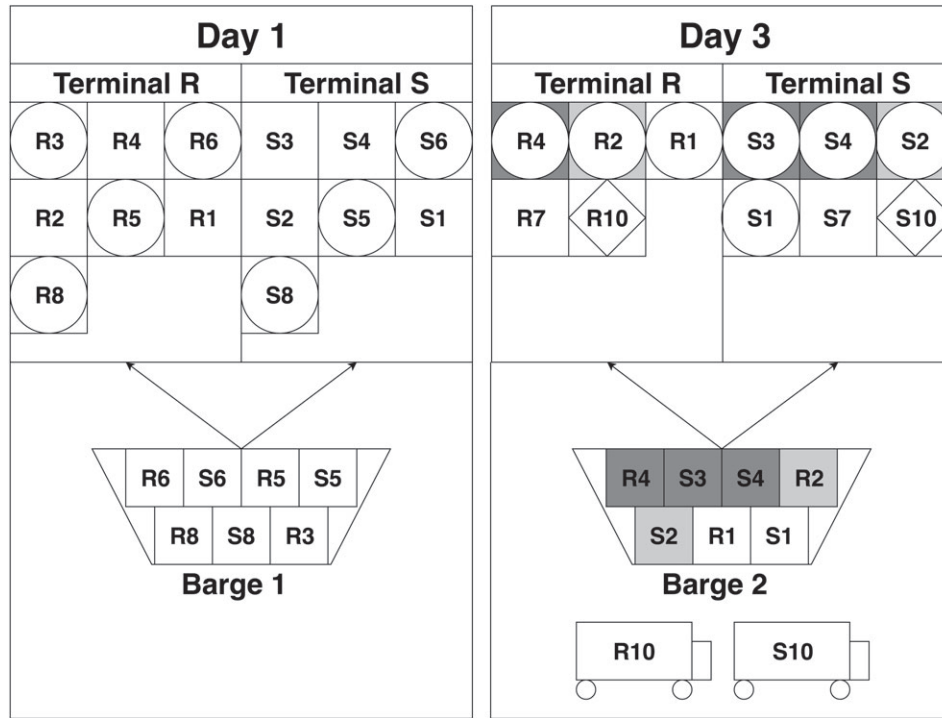 Day 1
Terminal R Terminal S
R3 R4 R6 S3 S4 S6
R2 R5 R1 S2 S5 S1
R8 S8
R6 S6 R5 S5
R8 S8 R3
Barge 1
Day 3
Terminal R Terminal S
R4 R2 R1 S3 S4 S2
R7 R10 S1 S7 S10
R4 S3 S4 R2
S2 R1 S1
Barge 2
R10 S10